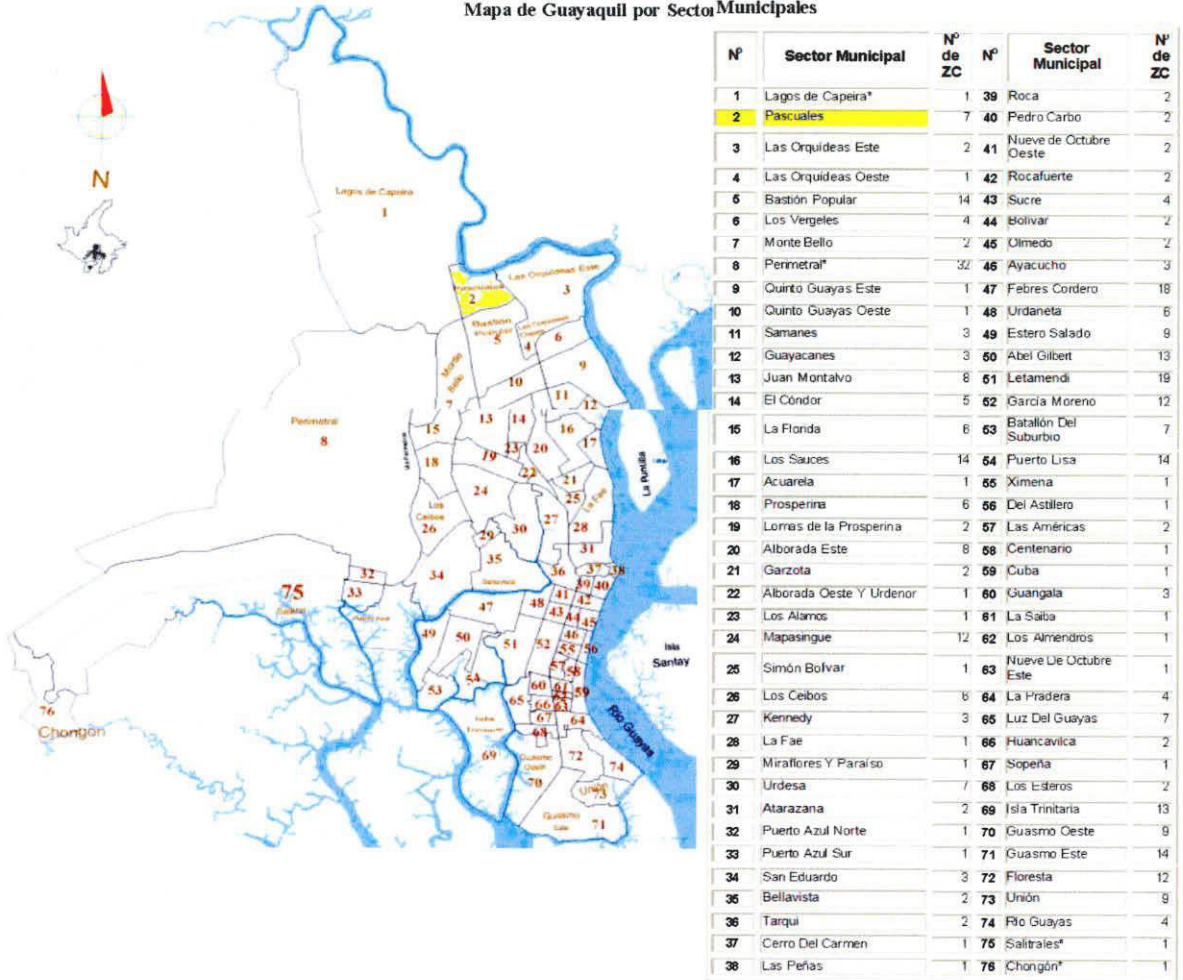 Mapa de Guayaquil por Sector Municipales
N
Lagos de Capeira
1
2
Las Orquideas Este
3
Bastión
Popular
5
4
6
Monte
Bello
7
9
10
11
12
Perimetral
8
13
14
15
16
17
18
19
20
21
22
23
24
25
La Fae
Los
Ceibos
26
27
28
29
30
31
La Puntilla
32
33
34
35
36
37
38
39
40
41
42
43
44
45
46
47
48
49
50
51
52
53
54
55
56
57
58
59
60
61
63
64
65
66
67
68
69
Isla
Santay
Río Guayas
70
72
74
Unión
73
Guasmo
Este
71
75
76
Chongón
Nº Sector Municipal Nº de ZC Nº Sector Municipal Nº de ZC
1 Lagos de Capeira* 1 39 Roca 2
2 Pascuales 7 40 Pedro Carbo 2
3 Las Orquídeas Este 2 41 Nueve de Octubre Oeste 2
4 Las Orquídeas Oeste 1 42 Rocafuerte 2
5 Bastión Popular 14 43 Sucre 4
6 Los Vergeles 4 44 Bolívar 2
7 Monte Bello 2 45 Olmedo 2
8 Perimetral* 32 46 Ayacucho 3
9 Quinto Guayas Este 1 47 Febres Cordero 18
10 Quinto Guayas Oeste 1 48 Urdaneta 6
11 Samanes 3 49 Estero Salado 9
12 Guayacanes 3 50 Abel Gilbert 13
13 Juan Montalvo 8 51 Letamendi 19
14 El Cóndor 5 52 García Moreno 12
15 La Florida 6 53 Batallón Del Suburbio 7
16 Los Sauces 14 54 Puerto Lisa 14
17 Acuarela 1 55 Ximena 1
18 Prosperina 6 56 Del Astillero 1
19 Lomas de la Prosperina 2 57 Las Américas 2
20 Alborada Este 8 58 Centenario 1
21 Garzota 2 59 Cuba 1
22 Alborada Oeste Y Urdenor 1 60 Guangala 3
23 Los Alamos 1 61 La Saiba 1
24 Mapasingue 12 62 Los Almendros 1
25 Simón Bolívar 1 63 Nueve De Octubre Este 1
26 Los Ceibos 6 64 La Pradera 4
27 Kennedy 3 65 Luz Del Guayas 7
28 La Fae 1 66 Huancavilca 2
29 Miraflores Y Paraíso 1 67 Sopeña 1
30 Urdesa 7 68 Los Esteros 2
31 Atarazana 2 69 Isla Trinitaria 13
32 Puerto Azul Norte 1 70 Guasmo Oeste 9
33 Puerto Azul Sur 1 71 Guasmo Este 14
34 San Eduardo 3 72 Floresta 12
35 Bellavista 2 73 Unión 9
36 Tarqui 2 74 Río Guayas 4
37 Cerro Del Carmen 1 75 Salitrales* 1
38 Las Peñas 1 76 Chongón* 1